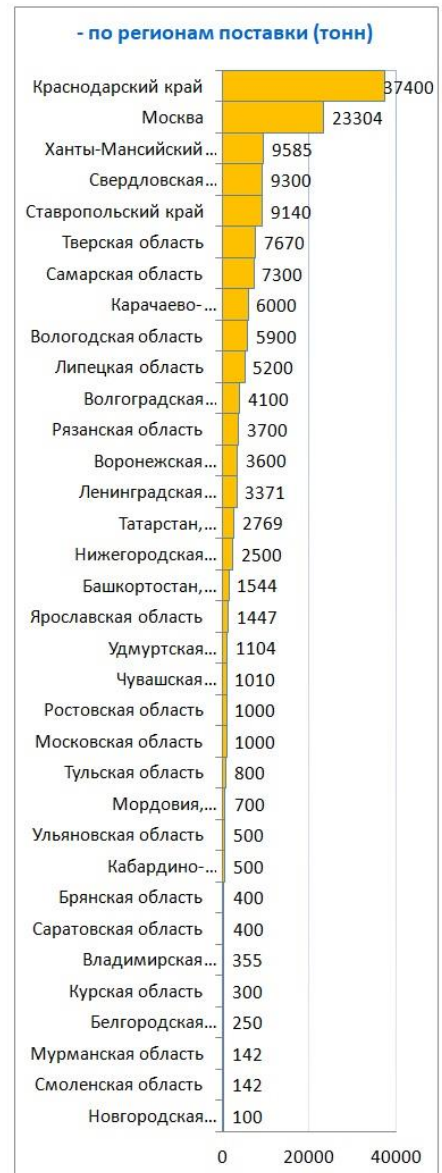 - по регионам поставки (тонн)
Краснодарский край 37400
Москва 23304
Ханты-Мансийский... 9585
Свердловская... 9300
Ставропольский край 9140
Тверская область 7670
Самарская область 7300
Карачаево-... 6000
Вологодская область 5900
Липецкая область 5200
Волгоградская... 4100
Рязанская область 3700
Воронежская... 3600
Ленинградская... 3371
Татарстан,... 2769
Нижегородская... 2500
Башкортостан,... 1544
Ярославская область 1447
Удмуртская... 1104
Чувашская... 1010
Ростовская область 1000
Московская область 1000
Тульская область 800
Мордовия,... 700
Ульяновская область 500
Кабардино-... 500
Брянская область 400
Саратовская область 400
Владимирская... 355
Курская область 300
Белгородская... 250
Мурманская область 142
Смоленская область 142
Новгородская... 100
0 20000 40000